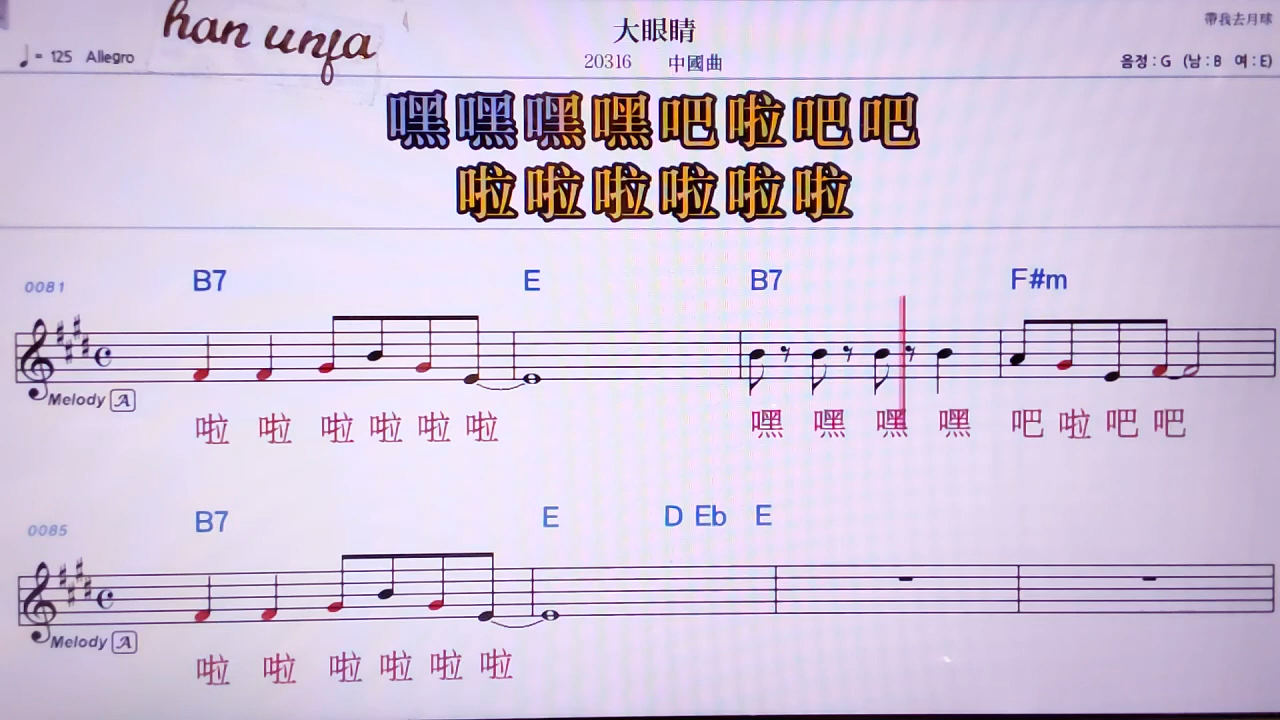 han unja
大眼睛
帶我去月球
♩= 125 Allegro
20316 中國曲
음정 : G (남 : B 여 : E)
嘿嘿嘿嘿吧啦吧吧
啦啦啦啦啦啦
0081 B7 E B7 F#m
Melody A
啦 啦 啦 啦 啦 啦 嘿 嘿 嘿 嘿 吧 啦 吧 吧
0085 B7 E D Eb E
Melody A
啦 啦 啦 啦 啦 啦